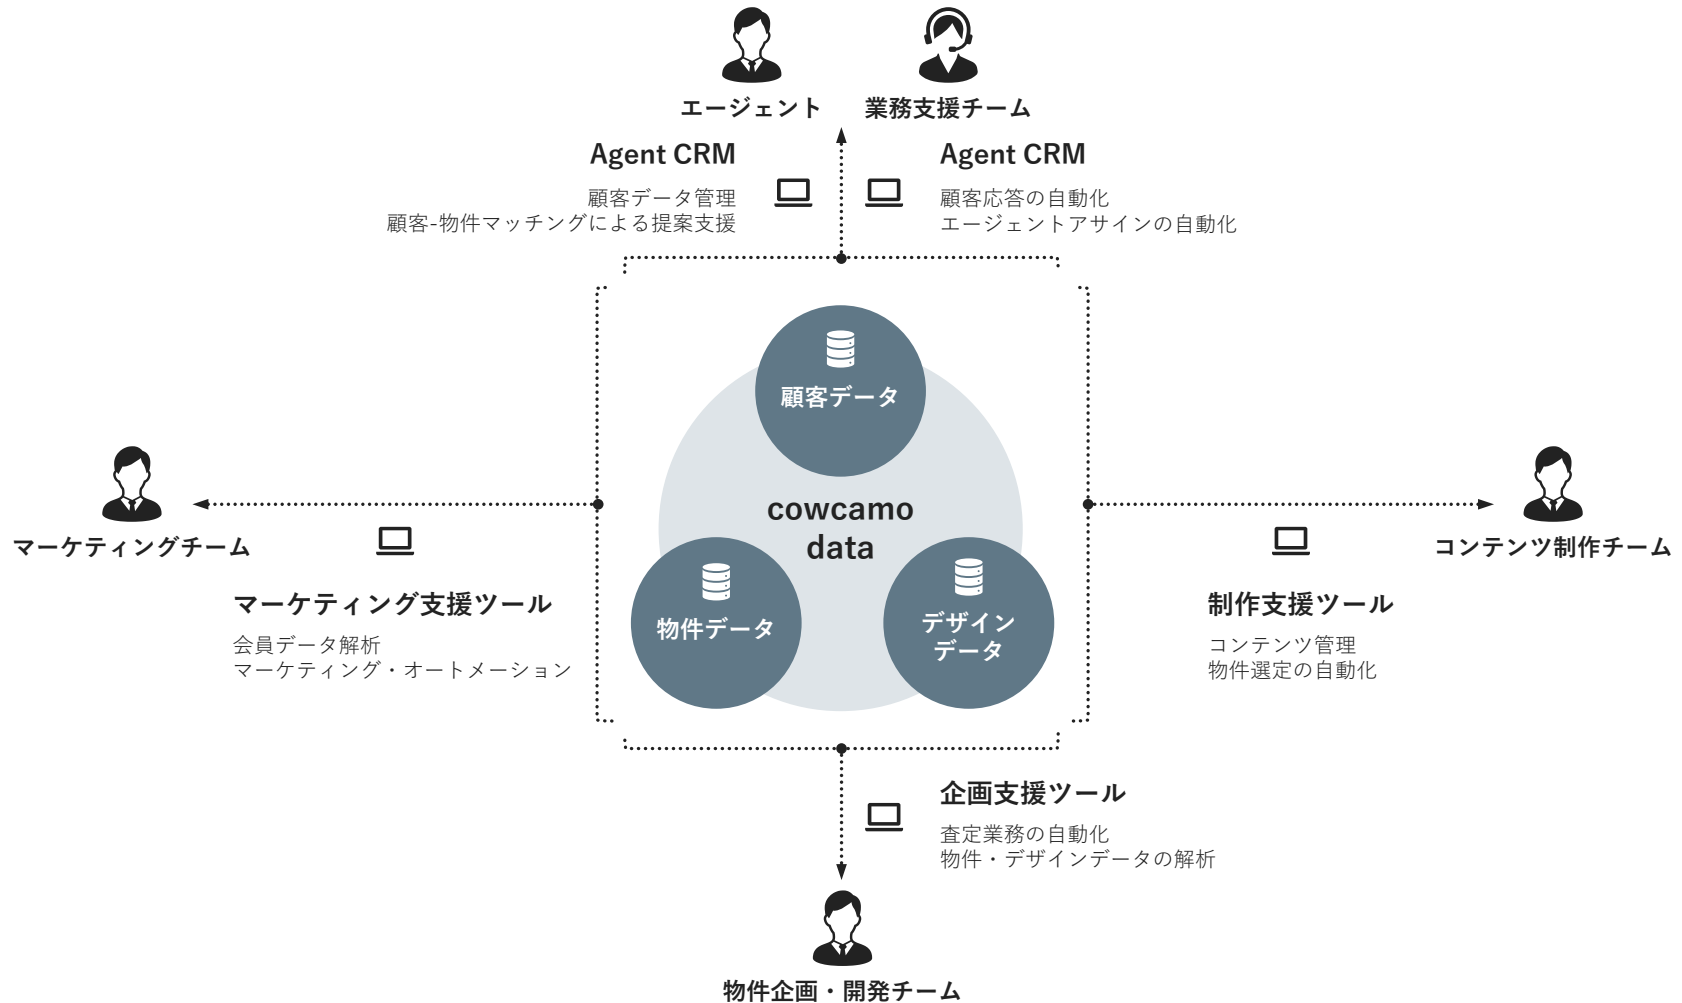 エージェント
業務支援チーム
Agent CRM
顧客データ管理
顧客-物件マッチングによる提案支援
Agent CRM
顧客応答の自動化
エージェントアサインの自動化
顧客データ
cowcamo
data
物件データ
デザイン
データ
マーケティングチーム
マーケティング支援ツール
会員データ解析
マーケティング・オートメーション
コンテンツ制作チーム
制作支援ツール
コンテンツ管理
物件選定の自動化
企画支援ツール
査定業務の自動化
物件・デザインデータの解析
物件企画・開発チーム